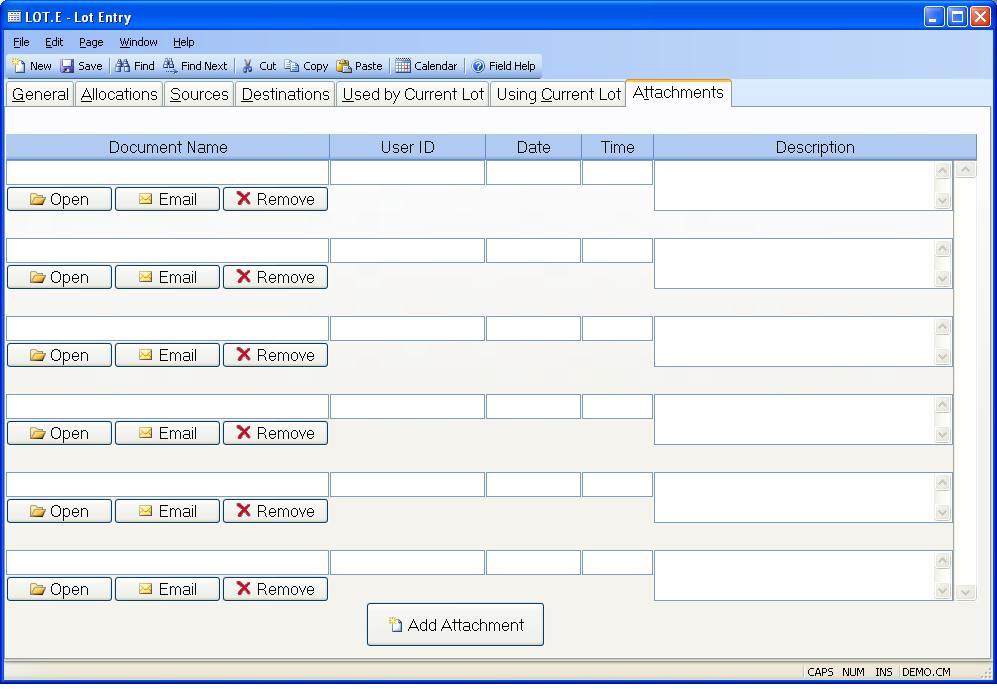 LOT.E - Lot Entry
File Edit Page Window Help
New Save Find Find Next Cut Copy Paste Calendar Field Help
General Allocations Sources Destinations Used by Current Lot Using Current Lot Attachments
Document Name User ID Date Time Description
Open Email Remove
Open Email Remove
Open Email Remove
Open Email Remove
Open Email Remove
Open Email Remove
Add Attachment
CAPS NUM INS DEMO.CM